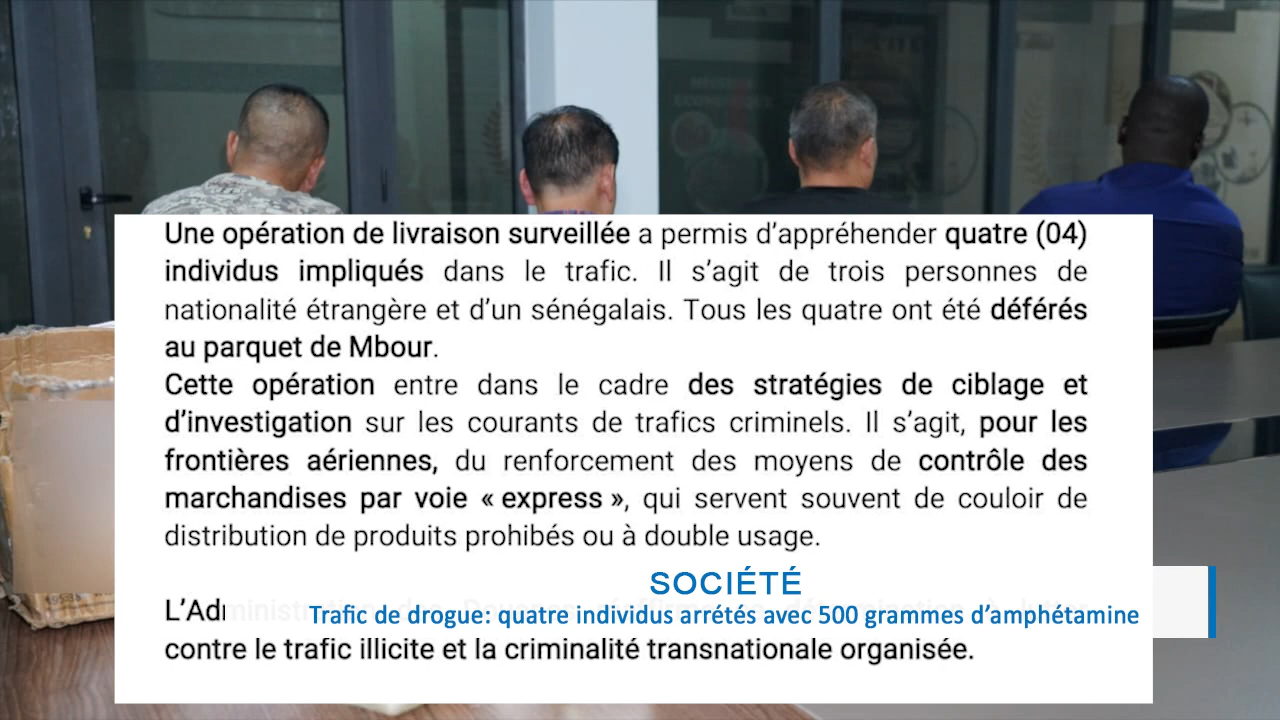 Une opération de livraison surveillée a permis d’appréhender quatre (04)
individus impliqués dans le trafic. Il s’agit de trois personnes de
nationalité étrangère et d’un sénégalais. Tous les quatre ont été déférés
au parquet de Mbour.
Cette opération entre dans le cadre des stratégies de ciblage et
d’investigation sur les courants de trafics criminels. Il s’agit, pour les
frontières aériennes, du renforcement des moyens de contrôle des
marchandises par voie « express », qui servent souvent de couloir de
distribution de produits prohibés ou à double usage.
SOCIÉTÉ
L’Administration des Douanes
Trafic de drogue: quatre individus arrétés avec 500 grammes d’amphétamine
contre le trafic illicite et la criminalité transnationale organisée.